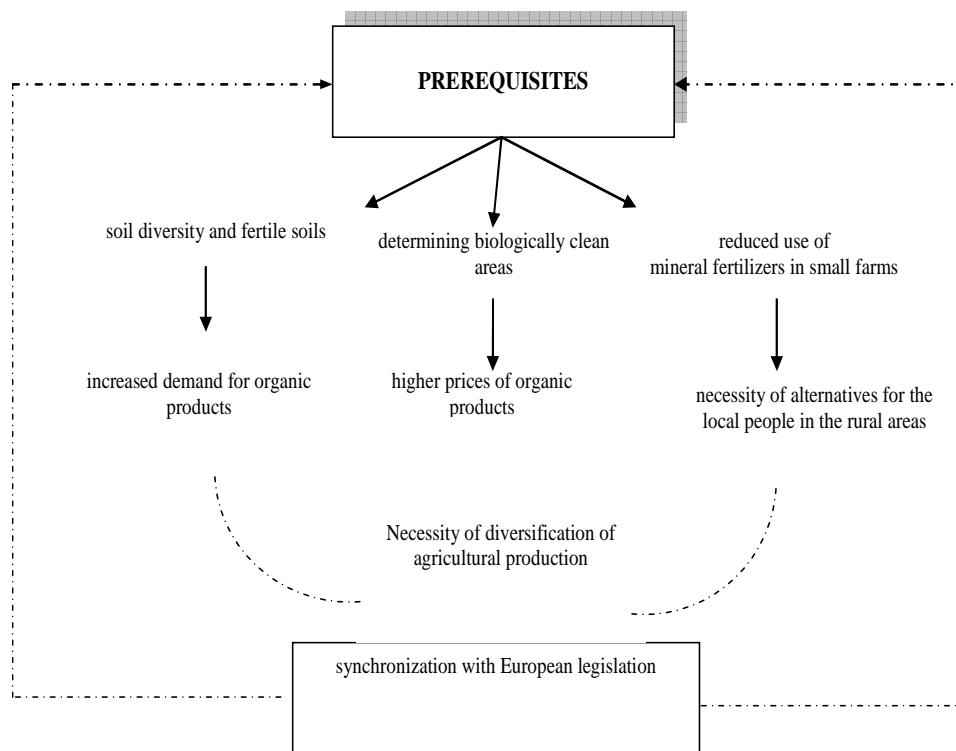 PREREQUISITES
soil diversity and fertile soils
determining biologically clean
areas
reduced use of
mineral fertilizers in small farms
increased demand for organic
products
higher prices of organic
products
necessity of alternatives for the
local people in the rural areas
Necessity of diversification of
agricultural production
synchronization with European legislation